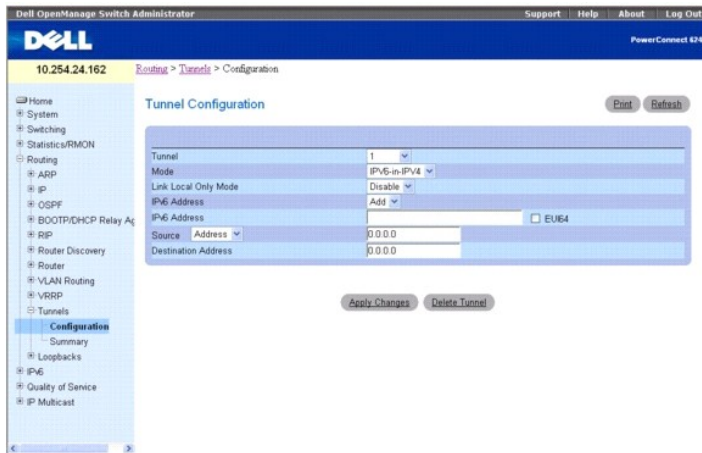 Dell OpenManage Switch Administrator
Support Help About Log Out
DELL
PowerConnect 624
10.254.24.162
Routing > Tunnels > Configuration
Home
System
Switching
Statistics/RMON
Routing
ARP
IP
OSPF
BOOTP/DHCP Relay Ag
RIP
Router Discovery
Router
VLAN Routing
VRRP
Tunnels
Configuration
Summary
Loopbacks
IPv6
Quality of Service
IP Multicast
Tunnel Configuration
Print Refresh
Tunnel 1
Mode IPV6-in-IPV4
Link Local Only Mode Disable
IPv6 Address Add
IPv6 Address EUI64
Source Address 0.0.0.0
Destination Address 0.0.0.0
Apply Changes Delete Tunnel